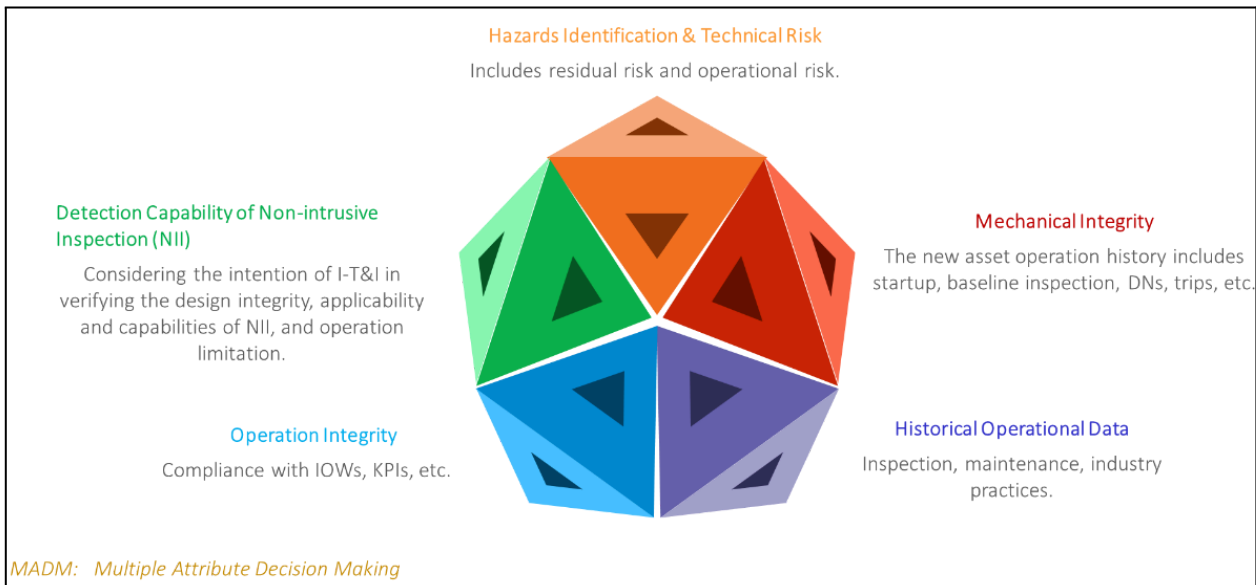 Hazards Identification & Technical Risk
Includes residual risk and operational risk.
Detection Capability of Non-intrusive
Inspection (NII)
Considering the intention of I-T&I in
verifying the design integrity, applicability
and capabilities of NII, and operation
limitation.
Mechanical Integrity
The new asset operation history includes
startup, baseline inspection, DNs, trips, etc.
Operation Integrity
Compliance with IOWs, KPIs, etc.
Historical Operational Data
Inspection, maintenance, industry
practices.
MADM: Multiple Attribute Decision Making